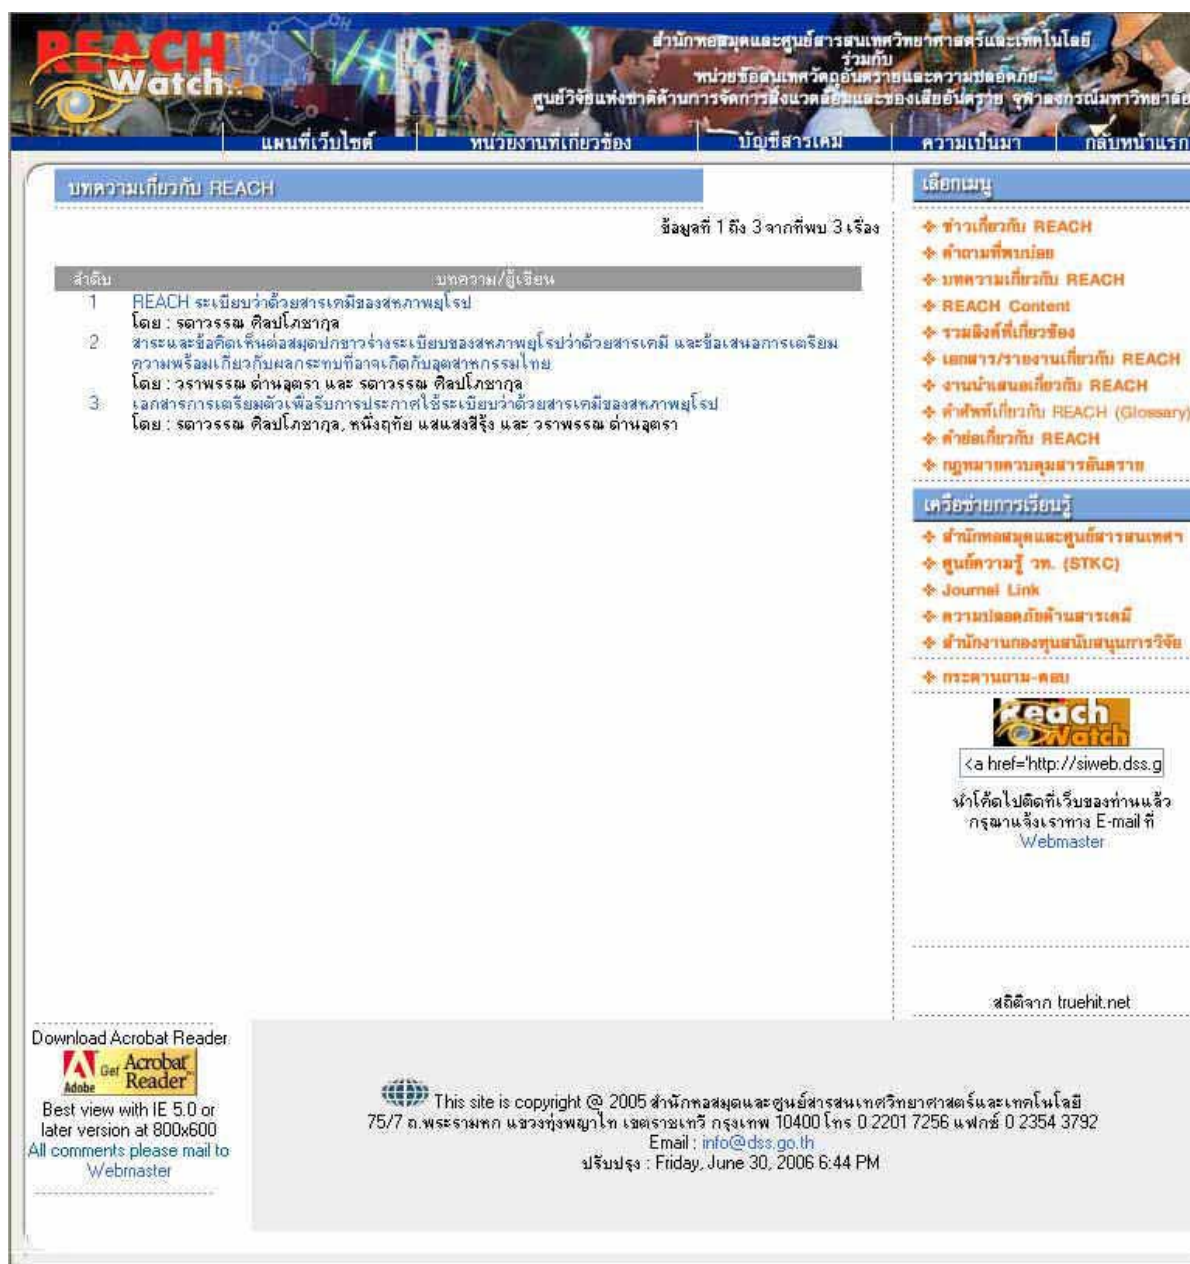 REACH
Watch..
สำนักหอสมุดและศูนย์สารสนเทศวิทยาศาสตร์และเทคโนโลยี
ร่วมกับ
หน่วยข้อสนเทศวัตถุอันตรายและความปลอดภัย
ศูนย์วิจัยแห่งชาติด้านการจัดการสิ่งแวดล้อมและของเสียอันตราย จุฬาลงกรณ์มหาวิทยาลัย
แผนที่เว็บไซต์ หน่วยงานที่เกี่ยวข้อง บัญชีสารเคมี ความเป็นมา กลับหน้าแรก
บทความเกี่ยวกับ REACH
ข้อมูลที่ 1 ถึง 3 จากที่พบ 3 เรื่อง
ลำดับ บทความ/ผู้เขียน
1 REACH ระเบียบว่าด้วยสารเคมีของสหภาพยุโรป
โดย : รดาวรรณ ศิลปโภชากุล
2 สาระและข้อคิดเห็นต่อสมุดปกขาวร่างระเบียบของสหภาพยุโรปว่าด้วยสารเคมี และข้อเสนอการเตรียม
ความพร้อมเกี่ยวกับผลกระทบที่อาจเกิดกับอุตสาหกรรมไทย
โดย : วราพรรณ ด่านอุตรา และ รดาวรรณ ศิลปโภชากุล
3 เอกสารการเตรียมตัวเพื่อรับการประกาศใช้ระเบียบว่าด้วยสารเคมีของสหภาพยุโรป
โดย : รดาวรรณ ศิลปโภชากุล, หนึ่งฤทัย แสแสงสีรุ้ง และ วราพรรณ ด่านอุตรา
เลือกเมนู
ข่าวเกี่ยวกับ REACH
คำถามที่พบบ่อย
บทความเกี่ยวกับ REACH
REACH Content
รวมลิงค์ที่เกี่ยวข้อง
เอกสาร/รายงานเกี่ยวกับ REACH
งานนำเสนอเกี่ยวกับ REACH
คำศัพท์เกี่ยวกับ REACH (Glossary)
คำย่อเกี่ยวกับ REACH
กฎหมายควบคุมสารอันตราย
เครือข่ายการเรียนรู้
สำนักหอสมุดและศูนย์สารสนเทศฯ
ศูนย์ความรู้ วท. (STKC)
Journal Link
ความปลอดภัยด้านสารเคมี
สำนักงานกองทุนสนับสนุนการวิจัย
กระดานถาม-ตอบ
Reach
Watch
<a href='http://siweb.dss.g
นำโค้ดไปติดที่เว็บของท่านแล้ว
กรุณาแจ้งเราทาง E-mail ที่
Webmaster
สถิติจาก truehit.net
Download Acrobat Reader
Adobe Get Acrobat Reader
Best view with IE 5.0 or
later version at 800x600
All comments please mail to
Webmaster
This site is copyright @ 2005 สำนักหอสมุดและศูนย์สารสนเทศวิทยาศาสตร์และเทคโนโลยี
75/7 ถ.พระรามหก แขวงทุ่งพญาไท เขตราชเทวี กรุงเทพ 10400 โทร 0 2201 7256 แฟกซ์ 0 2354 3792
Email : info@dss.go.th
ปรับปรุง : Friday, June 30, 2006 6:44 PM